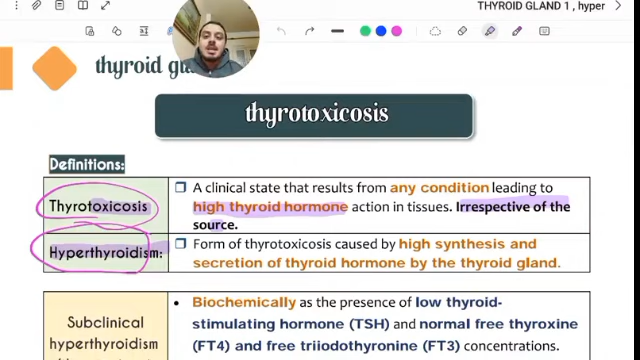 THYROID GLAND 1 , hyper
thyroid
thyrotoxicosis
Definitions:
Thyrotoxicosis
A clinical state that results from any condition leading to
high thyroid hormone action in tissues. Irrespective of the
source.
Hyperthyroidism:
Form of thyrotoxicosis caused by high synthesis and
secretion of thyroid hormone by the thyroid gland.
Subclinical
hyperthyroidism
• Biochemically as the presence of low thyroid-
stimulating hormone (TSH) and normal free thyroxine
(FT4) and free triiodothyronine (FT3) concentrations.